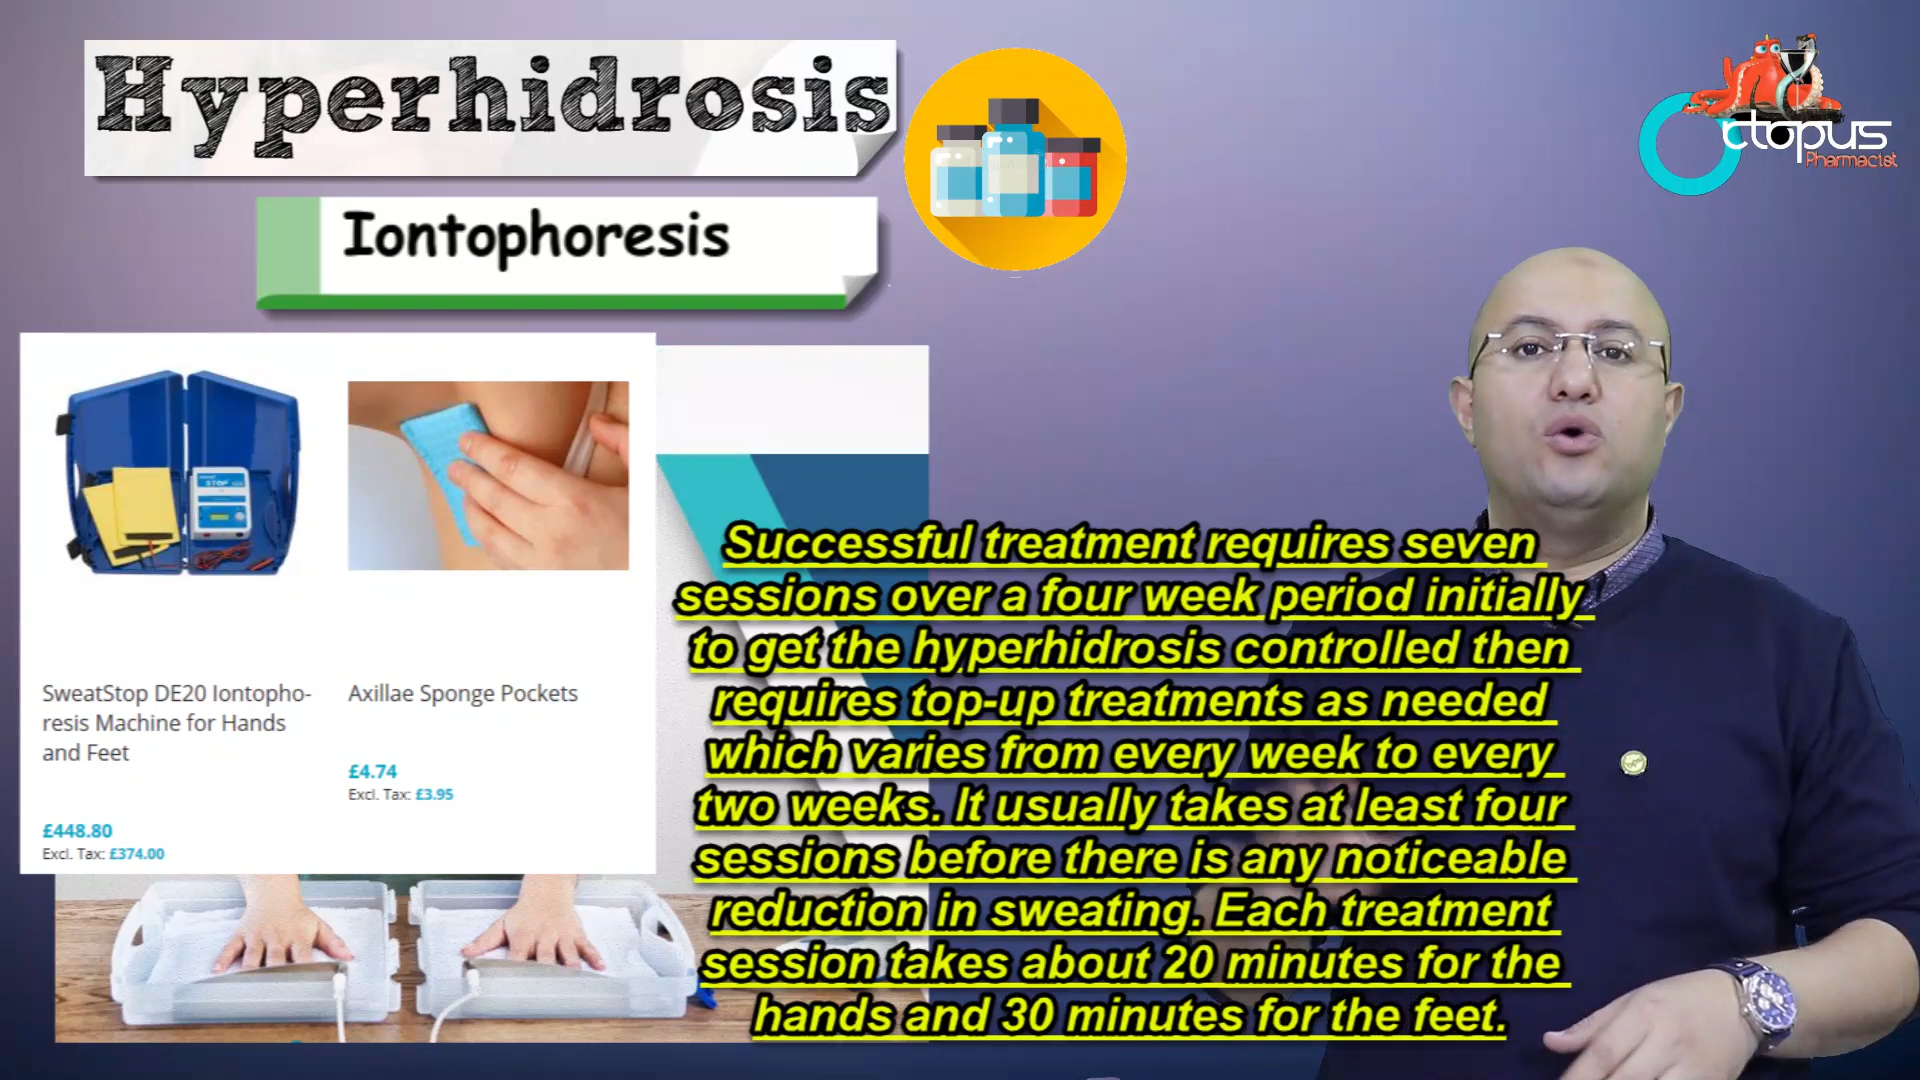 Hyperhidrosis
Iontophoresis
ctopus
Pharmacist
STOP
SweatStop DE20 Iontopho-
resis Machine for Hands
and Feet
£448.80
Excl. Tax: £374.00
Axillae Sponge Pockets
£4.74
Excl. Tax: £3.95
Successful treatment requires seven
sessions over a four week period initially
to get the hyperhidrosis controlled then
requires top-up treatments as needed
which varies from every week to every
two weeks. It usually takes at least four
sessions before there is any noticeable
reduction in sweating. Each treatment
session takes about 20 minutes for the
hands and 30 minutes for the feet.